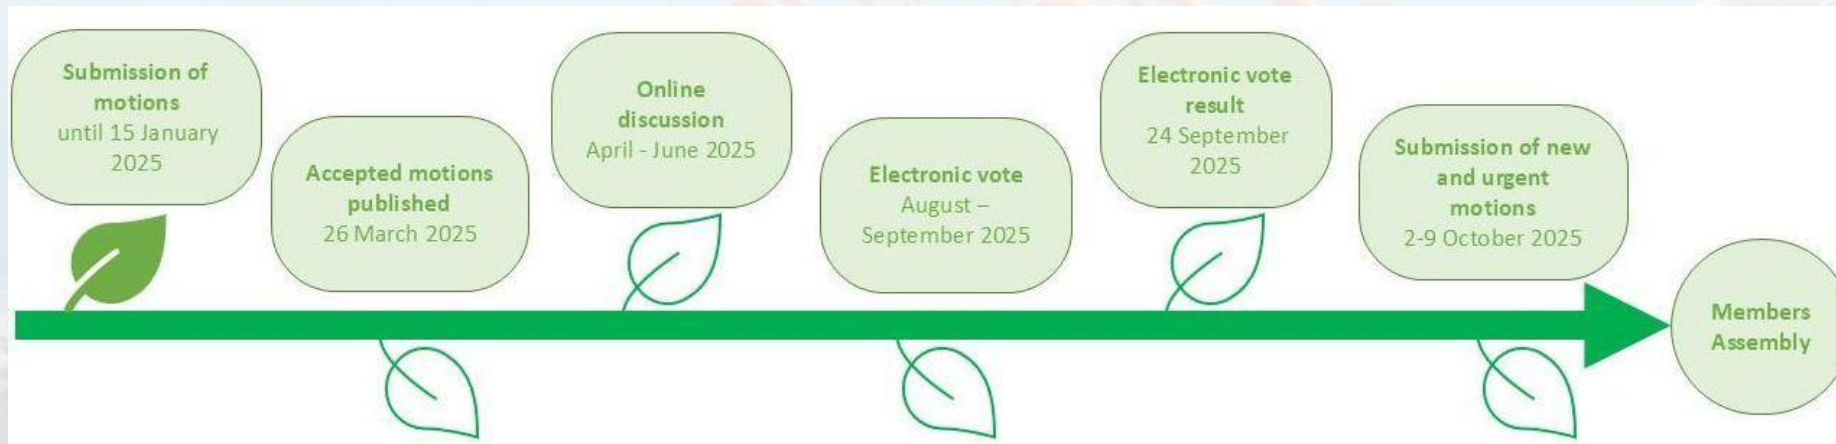 Submission of
motions
until 15 January
2025
Accepted motions
published
26 March 2025
Online
discussion
April - June 2025
Electronic vote
August –
September 2025
Electronic vote
result
24 September
2025
Submission of new
and urgent
motions
2-9 October 2025
Members
Assembly